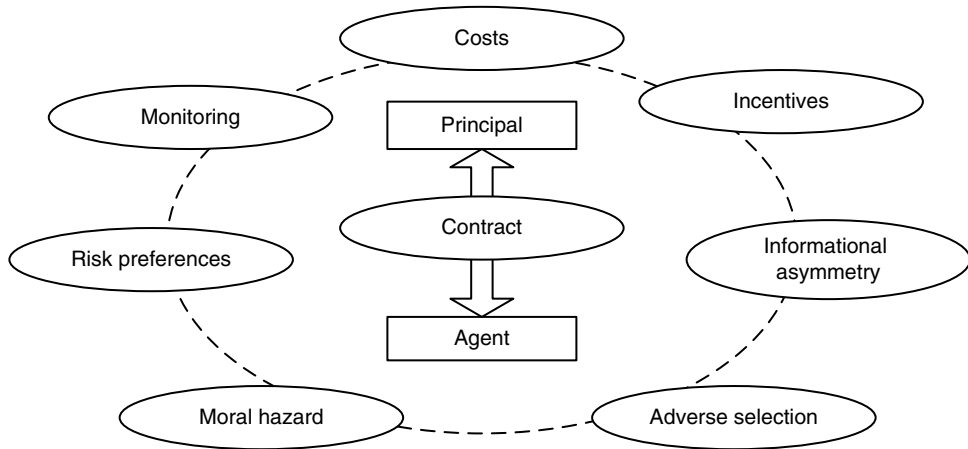 Costs
Monitoring
Incentives
Principal
Contract
Risk preferences
Informational
asymmetry
Agent
Moral hazard
Adverse selection